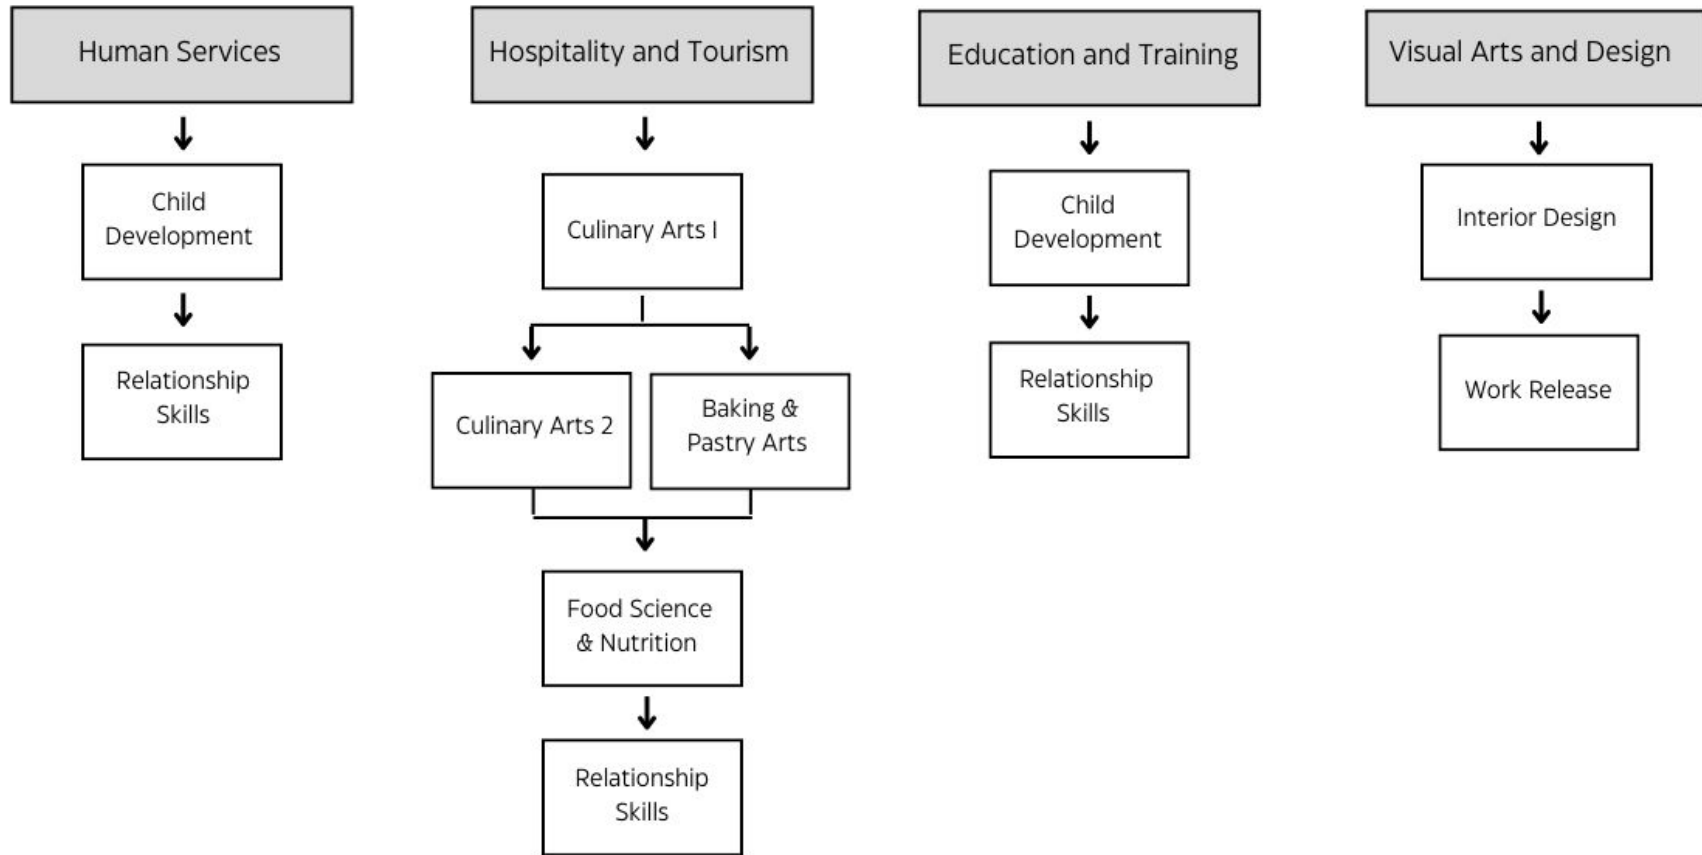 Human Services
Child
Development
Relationship
Skills
Hospitality and Tourism
Culinary Arts I
Culinary Arts 2
Baking &
Pastry Arts
Food Science
& Nutrition
Relationship
Skills
Education and Training
Child
Development
Relationship
Skills
Visual Arts and Design
Interior Design
Work Release